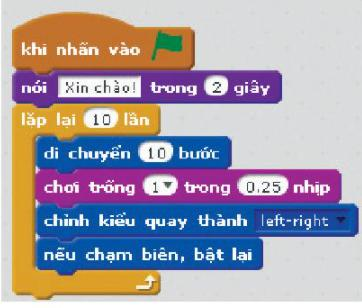 khi nhấn vào
nói Xin chào! trong 2 giây
lặp lại 10 lần
di chuyển 10 bước
chơi trống 1 trong 0.25 nhịp
chỉnh kiểu quay thành left-right
nếu chạm biên, bật lại